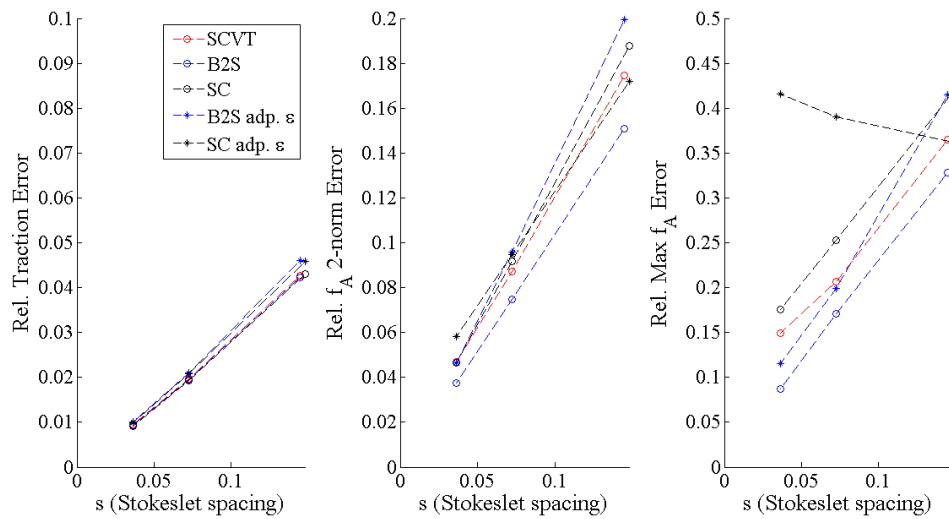 0.1
0.09
0.08
0.07
0.06
0.05
0.04
0.03
0.02
0.01
0
Rel. Traction Error
0 0.05 0.1
s (Stokeslet spacing)
SCVT
B2S
SC
B2S adp. ε
SC adp. ε
0.2
0.18
0.16
0.14
0.12
0.1
0.08
0.06
0.04
0.02
0
Rel. f_A 2-norm Error
0 0.05 0.1
s (Stokeslet spacing)
0.5
0.45
0.4
0.35
0.3
0.25
0.2
0.15
0.1
0.05
0
Rel. Max f_A Error
0 0.05 0.1
s (Stokeslet spacing)